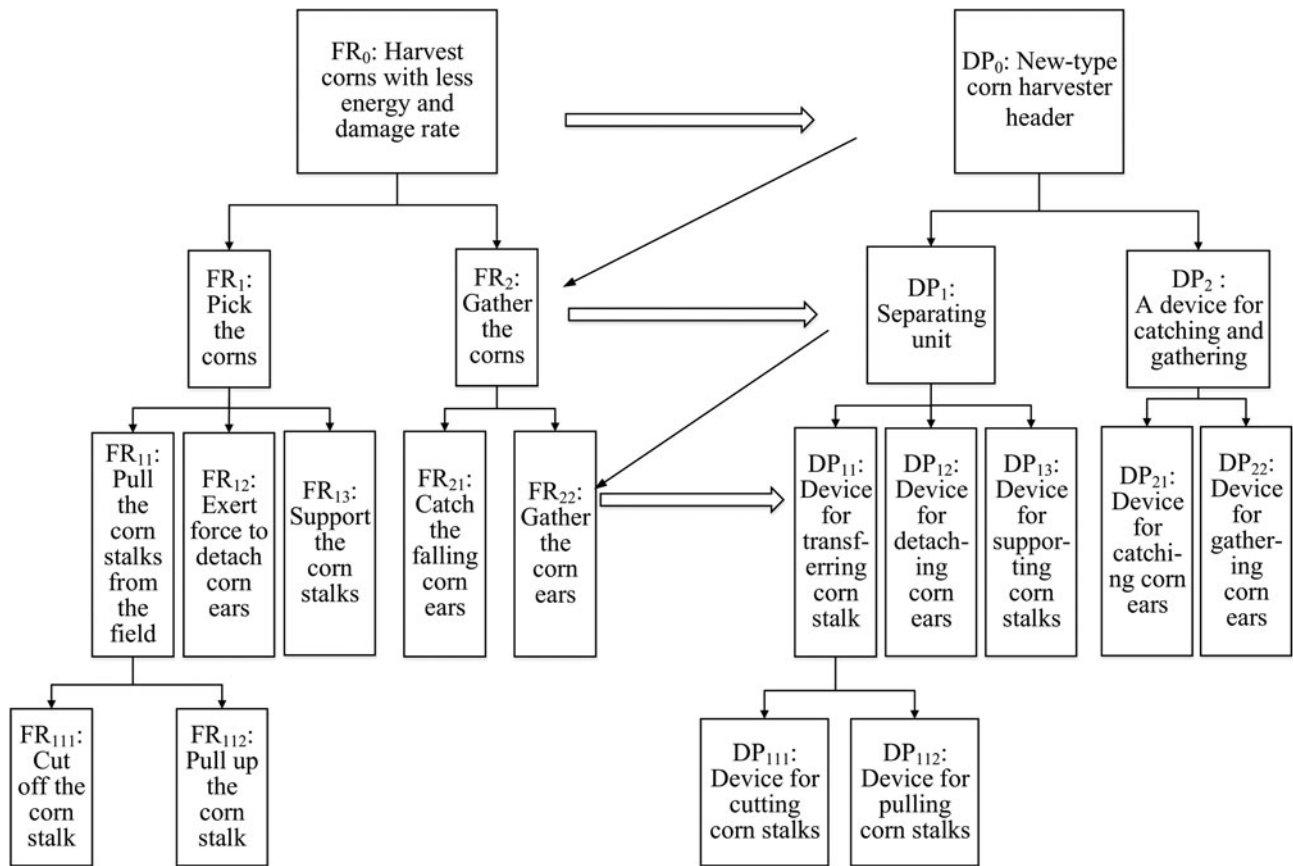 FR₀: Harvest
corns with less
energy and
damage rate
DP₀: New-type
corn harvester
header
FR₁:
Pick
the
corns
FR₂:
Gather
the
corns
DP₁:
Separating
unit
DP₂ :
A device for
catching and
gathering
FR₁₁:
Pull
the
corn
stalks
from
the
field
FR₁₂:
Exert
force to
detach
corn
ears
FR₁₃:
Support
the
corn
stalks
FR₂₁:
Catch
the
falling
corn
ears
FR₂₂:
Gather
the
corn
ears
DP₁₁:
Device
for
transf-
erring
corn
stalk
DP₁₂:
Device
for
detach-
ing
corn
ears
DP₁₃:
Device
for
suppor-
ting
corn
stalks
DP₂₁:
Device
for
catchi-
ng corn
ears
DP₂₂:
Device
for
gather-
ing
corn
ears
FR₁₁₁:
Cut
off the
corn
stalk
FR₁₁₂:
Pull up
the
corn
stalk
DP₁₁₁:
Device for
cutting
corn stalks
DP₁₁₂:
Device for
pulling
corn stalks